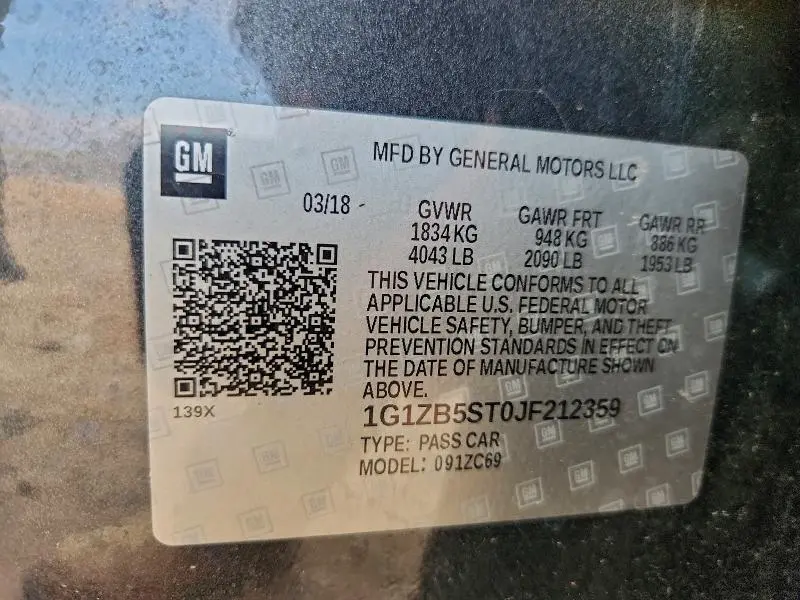 GM
MFD BY GENERAL MOTORS LLC
03/18
GVWR GAWR FRT GAWR RR
1834 KG 948 KG 886 KG
4043 LB 2090 LB 1953 LB
THIS VEHICLE CONFORMS TO ALL
APPLICABLE U.S. FEDERAL MOTOR
VEHICLE SAFETY, BUMPER, AND THEFT
PREVENTION STANDARDS IN EFFECT ON
THE DATE OF MANUFACTURE SHOWN
ABOVE.
139X
1G1ZB5ST0JF212359
TYPE: PASS CAR
MODEL: 091ZC69